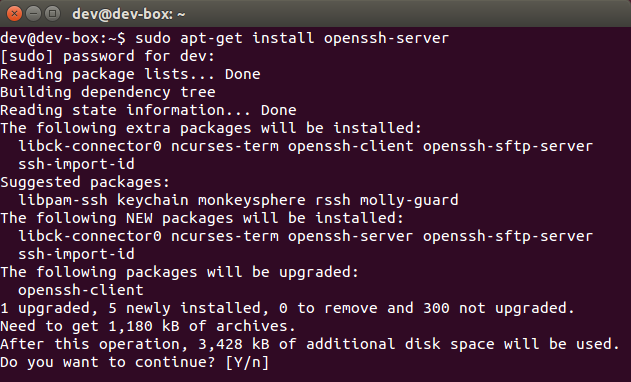 dev@dev-box: ~
dev@dev-box:~$ sudo apt-get install openssh-server
[sudo] password for dev:
Reading package lists... Done
Building dependency tree
Reading state information... Done
The following extra packages will be installed:
  libck-connector0 ncurses-term openssh-client openssh-sftp-server
  ssh-import-id
Suggested packages:
  libpam-ssh keychain monkeysphere rssh molly-guard
The following NEW packages will be installed:
  libck-connector0 ncurses-term openssh-server openssh-sftp-server
  ssh-import-id
The following packages will be upgraded:
  openssh-client
1 upgraded, 5 newly installed, 0 to remove and 300 not upgraded.
Need to get 1,180 kB of archives.
After this operation, 3,428 kB of additional disk space will be used.
Do you want to continue? [Y/n]